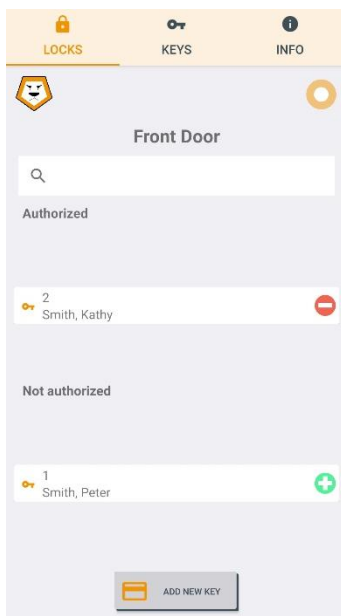 LOCKS
KEYS
INFO
Front Door
Authorized
2
Smith, Kathy
Not authorized
1
Smith, Peter
ADD NEW KEY